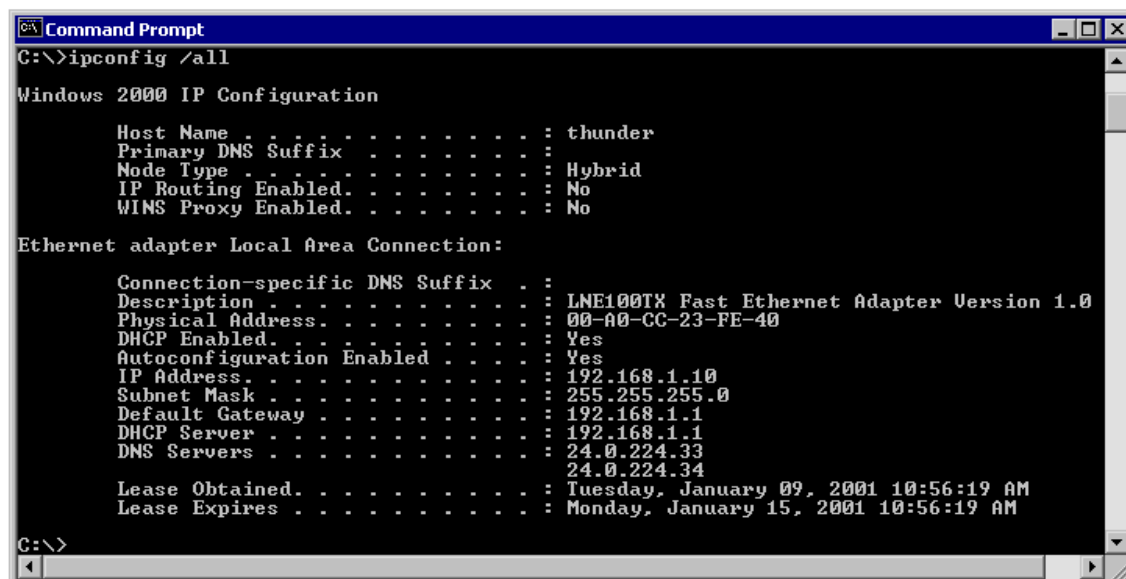 Command Prompt
C:\>ipconfig /all
Windows 2000 IP Configuration
Host Name . . . . . . . . . . . . : thunder
Primary DNS Suffix  . . . . . . . :
Node Type . . . . . . . . . . . . : Hybrid
IP Routing Enabled. . . . . . . . : No
WINS Proxy Enabled. . . . . . . . : No
Ethernet adapter Local Area Connection:
Connection-specific DNS Suffix  . :
Description . . . . . . . . . . . : LNE100TX Fast Ethernet Adapter Version 1.0
Physical Address. . . . . . . . . : 00-A0-CC-23-FE-40
DHCP Enabled. . . . . . . . . . . : Yes
Autoconfiguration Enabled . . . . : Yes
IP Address. . . . . . . . . . . . : 192.168.1.10
Subnet Mask . . . . . . . . . . . : 255.255.255.0
Default Gateway . . . . . . . . . : 192.168.1.1
DHCP Server . . . . . . . . . . . : 192.168.1.1
DNS Servers . . . . . . . . . . . : 24.0.224.33
24.0.224.34
Lease Obtained. . . . . . . . . . : Tuesday, January 09, 2001 10:56:19 AM
Lease Expires . . . . . . . . . . : Monday, January 15, 2001 10:56:19 AM
C:\>